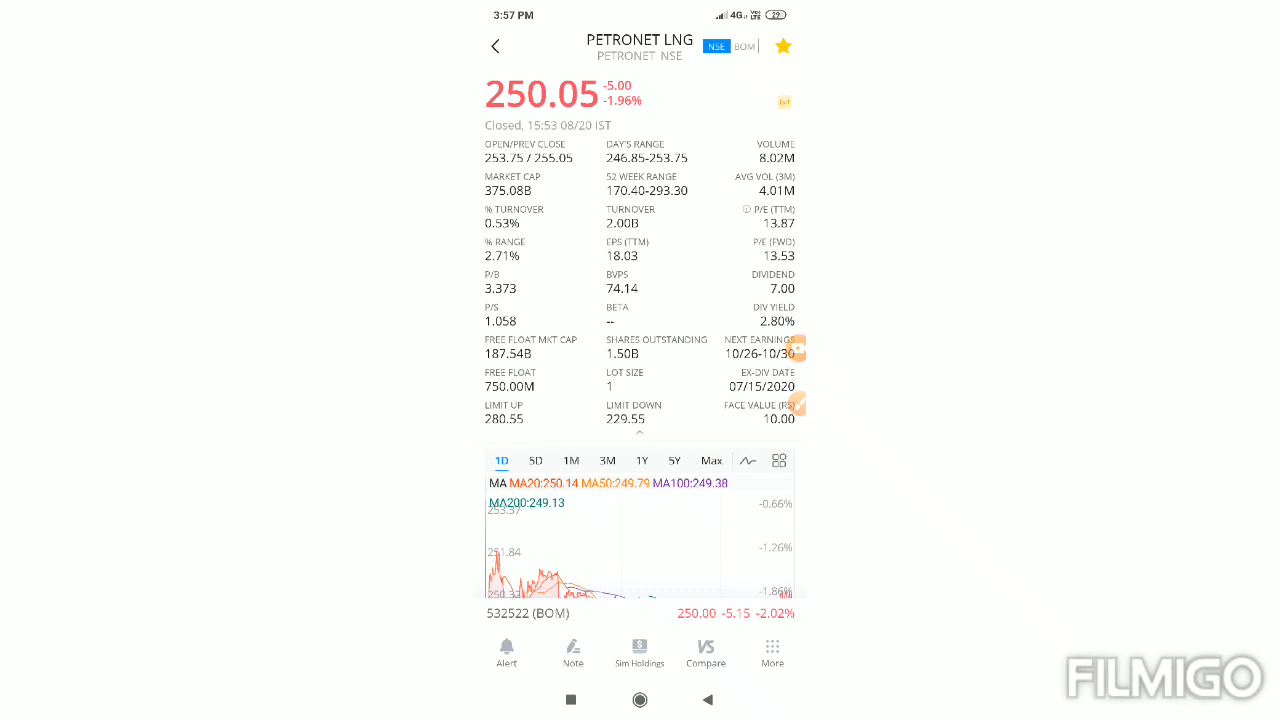 3:57 PM 4G VoLTE 29
PETRONET LNG
PETRONET NSE
NSE BOM
250.05 -5.00
-1.96%
Lv1
Closed, 15:53 08/20 IST
OPEN/PREV CLOSE DAY'S RANGE VOLUME
253.75 / 255.05 246.85-253.75 8.02M
MARKET CAP 52 WEEK RANGE AVG VOL (3M)
375.08B 170.40-293.30 4.01M
% TURNOVER TURNOVER P/E (TTM)
0.53% 2.00B 13.87
% RANGE EPS (TTM) P/E (FWD)
2.71% 18.03 13.53
P/B BVPS DIVIDEND
3.373 74.14 7.00
P/S BETA DIV YIELD
1.058 -- 2.80%
FREE FLOAT MKT CAP SHARES OUTSTANDING NEXT EARNINGS
187.54B 1.50B 10/26-10/30
FREE FLOAT LOT SIZE EX-DIV DATE
750.00M 1 07/15/2020
LIMIT UP LIMIT DOWN FACE VALUE (RS)
280.55 229.55 10.00
1D 5D 1M 3M 1Y 5Y Max
MA MA20:250.14 MA50:249.79 MA100:249.38
MA200:249.13 -0.66%
253.37
251.84 -1.26%
250.32 -1.86%
532522 (BOM) 250.00 -5.15 -2.02%
VS
Alert Note Sim Holdings Compare More
FILMIGO